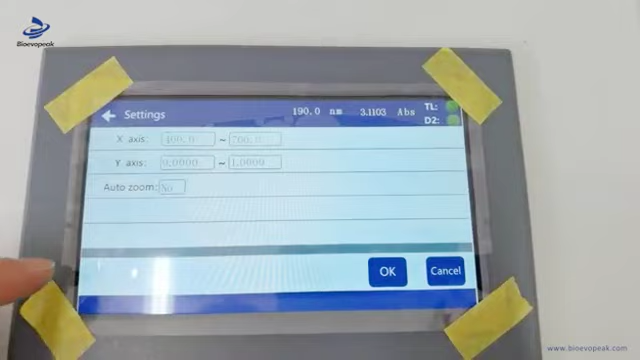 Bioevopeak
Settings 190.0 nm 3.1103 Abs TL:
D2:
X axis: 400.0 ~ 700.0
Y axis: 0.0000 ~ 1.0000
Auto zoom: No
OK Cancel
www.bioevopeak.com